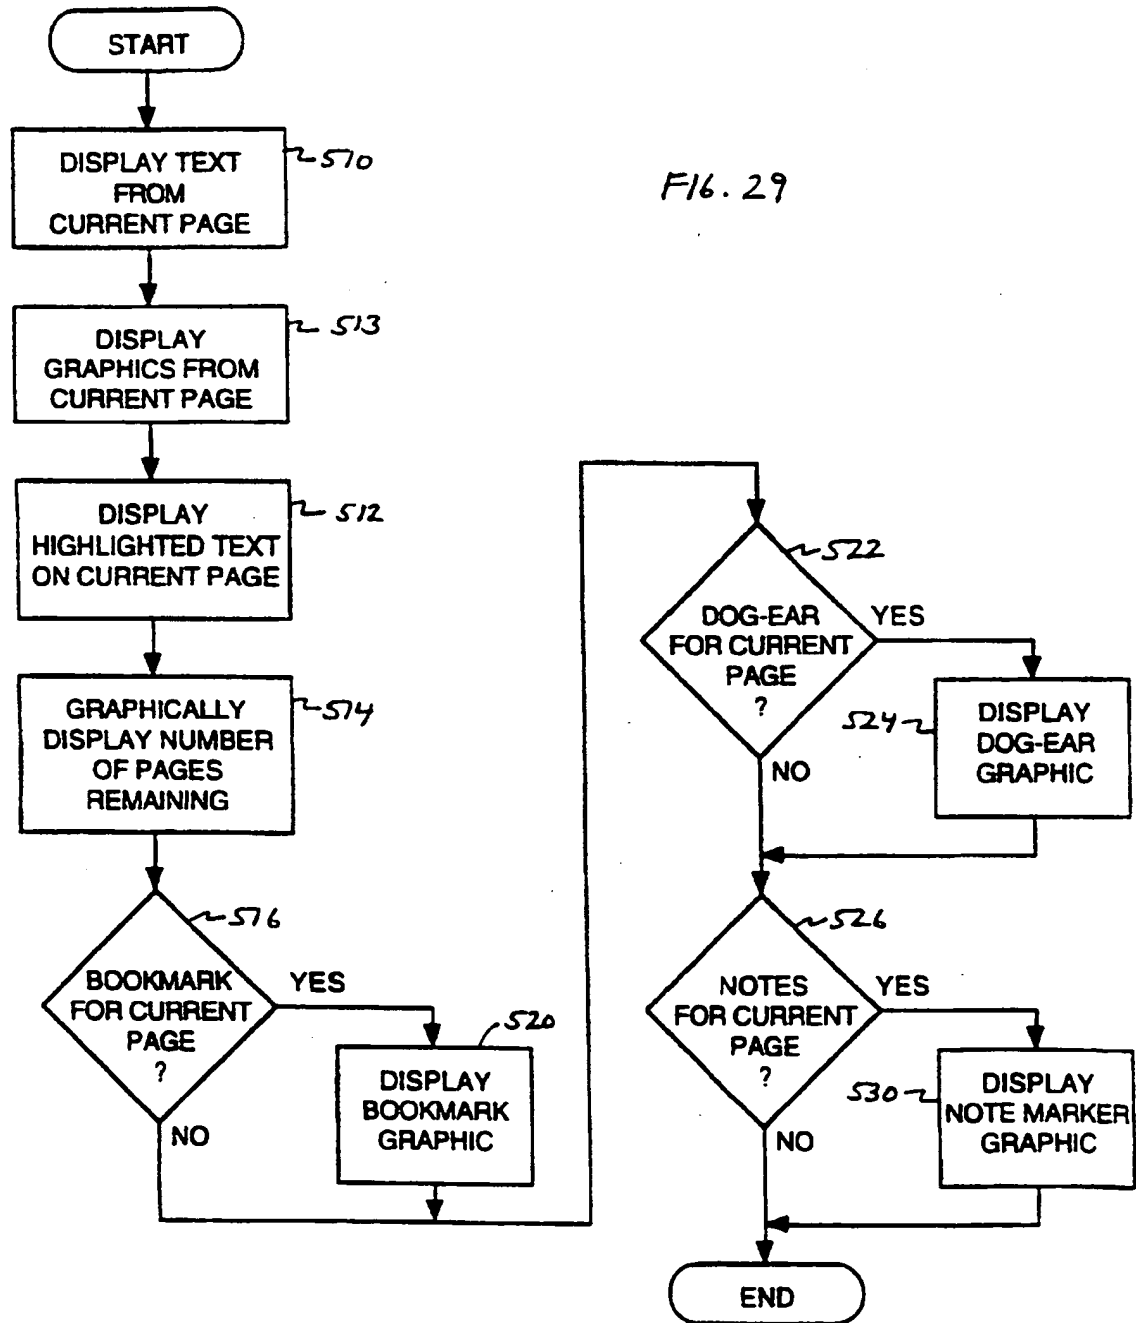 START
DISPLAY TEXT
FROM
CURRENT PAGE
510
FIG. 29
DISPLAY
GRAPHICS FROM
CURRENT PAGE
513
DISPLAY
HIGHLIGHTED TEXT
ON CURRENT PAGE
512
GRAPHICALLY
DISPLAY NUMBER
OF PAGES
REMAINING
514
BOOKMARK
FOR CURRENT
PAGE
?
516
YES
NO
DISPLAY
BOOKMARK
GRAPHIC
520
DOG-EAR
FOR CURRENT
PAGE
?
522
YES
NO
DISPLAY
DOG-EAR
GRAPHIC
524
NOTES
FOR CURRENT
PAGE
?
526
YES
NO
DISPLAY
NOTE MARKER
GRAPHIC
530
END